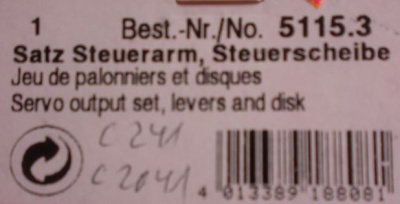 1 Best.-Nr./No. 5115.3
Satz Steuerarm, Steuerscheibe
Jeu de palonniers et disques
Servo output set, levers and disk
C 241
C 2041
4 013389 188081